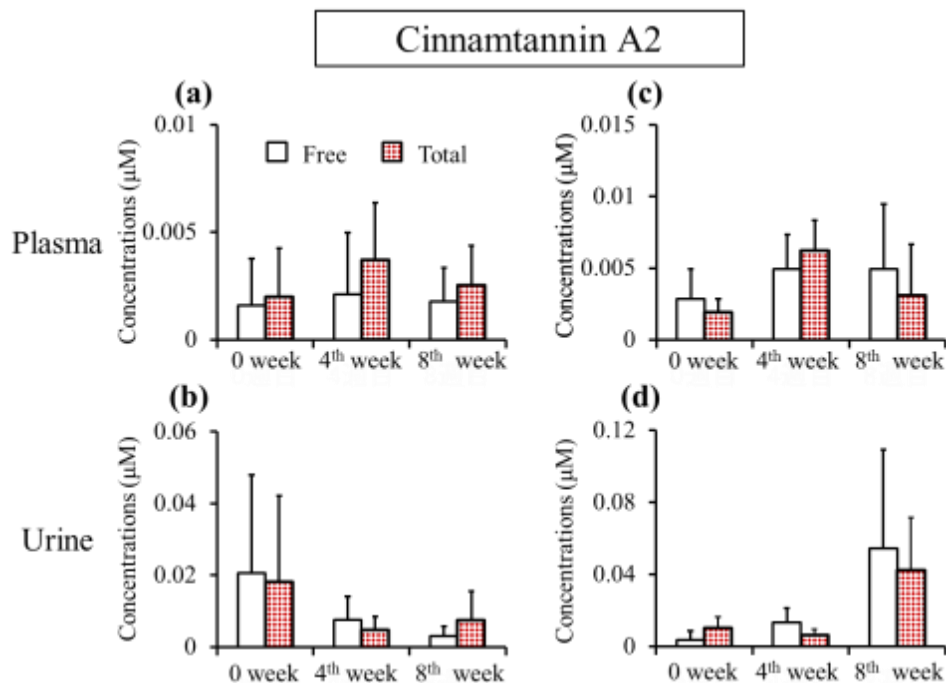 Cinnamtannin A2
(a)
(c)
Plasma
Concentrations (μM)
0.01
0.005
0
Free
Total
0 week
4th week
8th week
Concentrations (μM)
0.015
0.01
0.005
0
0 week
4th week
8th week
(b)
(d)
Urine
Concentrations (μM)
0.06
0.04
0.02
0
0 week
4th week
8th week
Concentrations (μM)
0.12
0.08
0.04
0
0 week
4th week
8th week